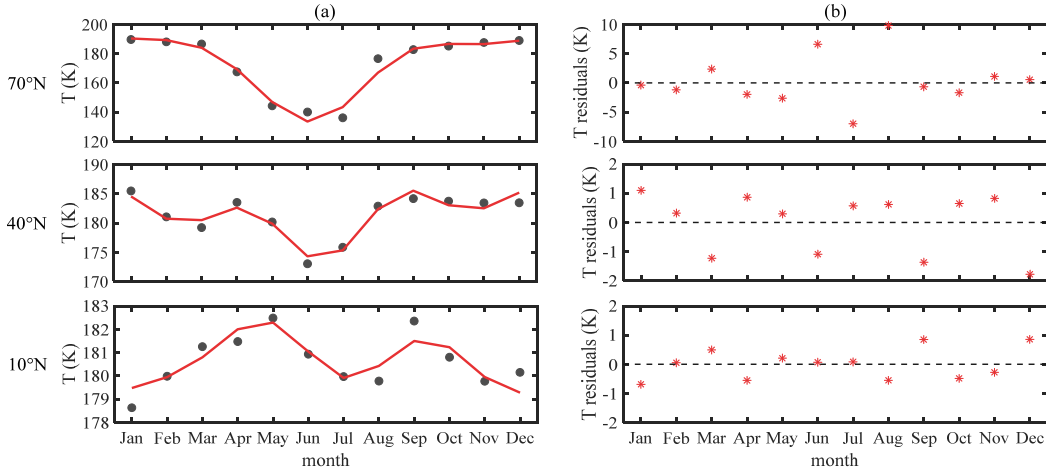 (a) (b)
70°N
T (K)
200
180
160
140
120
T residuals (K)
10
5
0
-5
-10
40°N
T (K)
190
185
180
175
170
T residuals (K)
2
1
0
-1
-2
10°N
T (K)
183
182
181
180
179
178
T residuals (K)
2
1
0
-1
-2
Jan Feb Mar Apr May Jun Jul Aug Sep Oct Nov Dec
month
Jan Feb Mar Apr May Jun Jul Aug Sep Oct Nov Dec
month